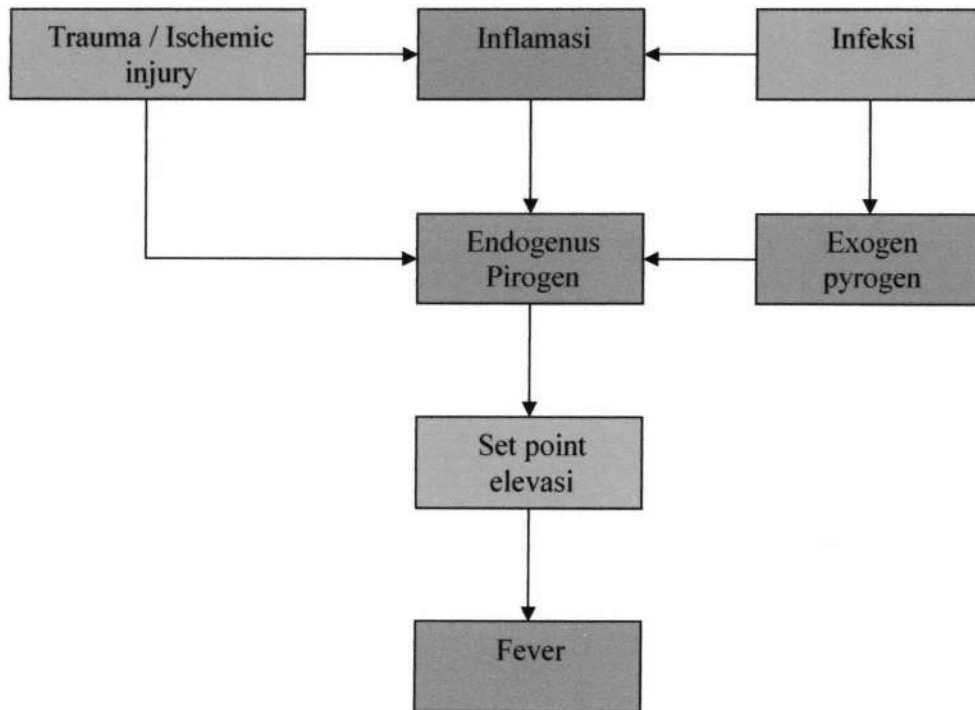 Trauma / Ischemic
injury
Inflamasi
Infeksi
Endogenus
Pirogen
Exogen
pyrogen
Set point
elevasi
Fever